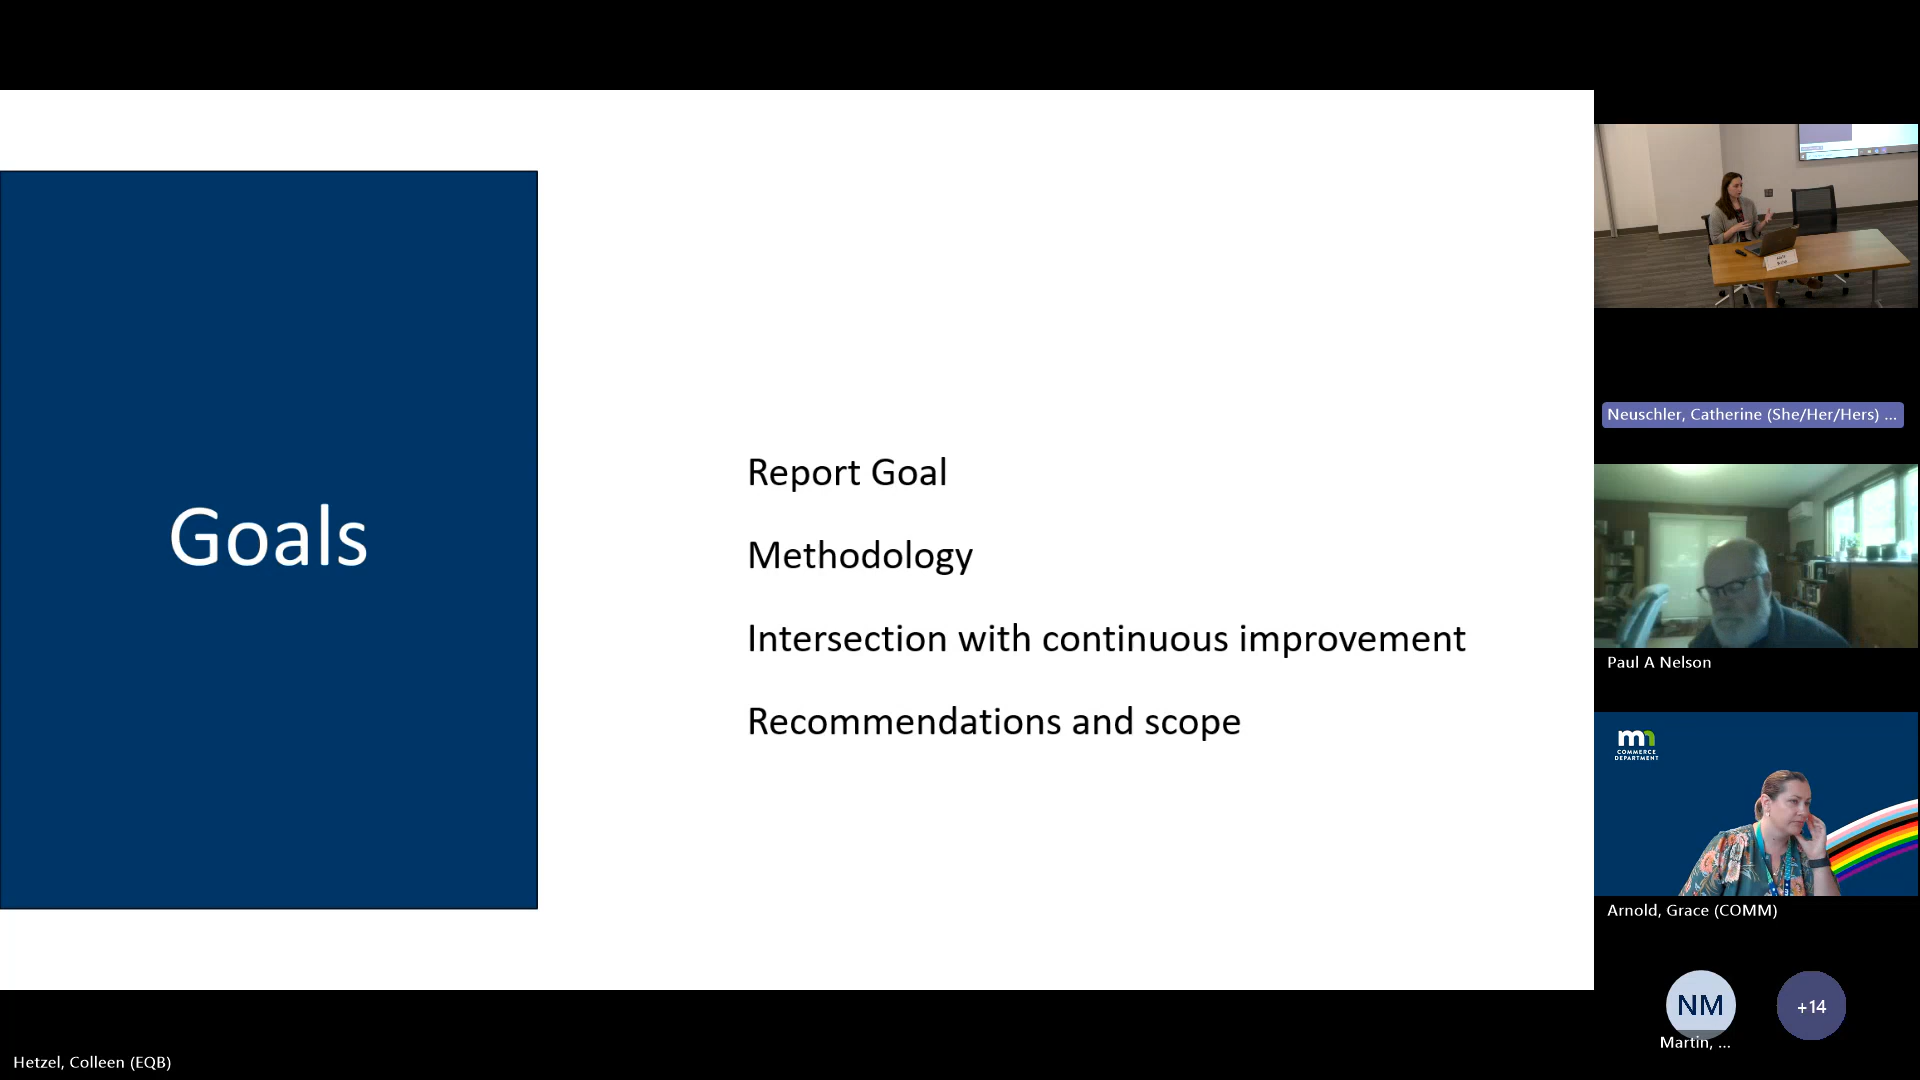 Goals
Report Goal
Methodology
Intersection with continuous improvement
Recommendations and scope
Neuschler, Catherine (She/Her/Hers) ...
Paul A Nelson
mn
COMMERCE
DEPARTMENT
Arnold, Grace (COMM)
NM
+14
Martin, ...
Hetzel, Colleen (EQB)